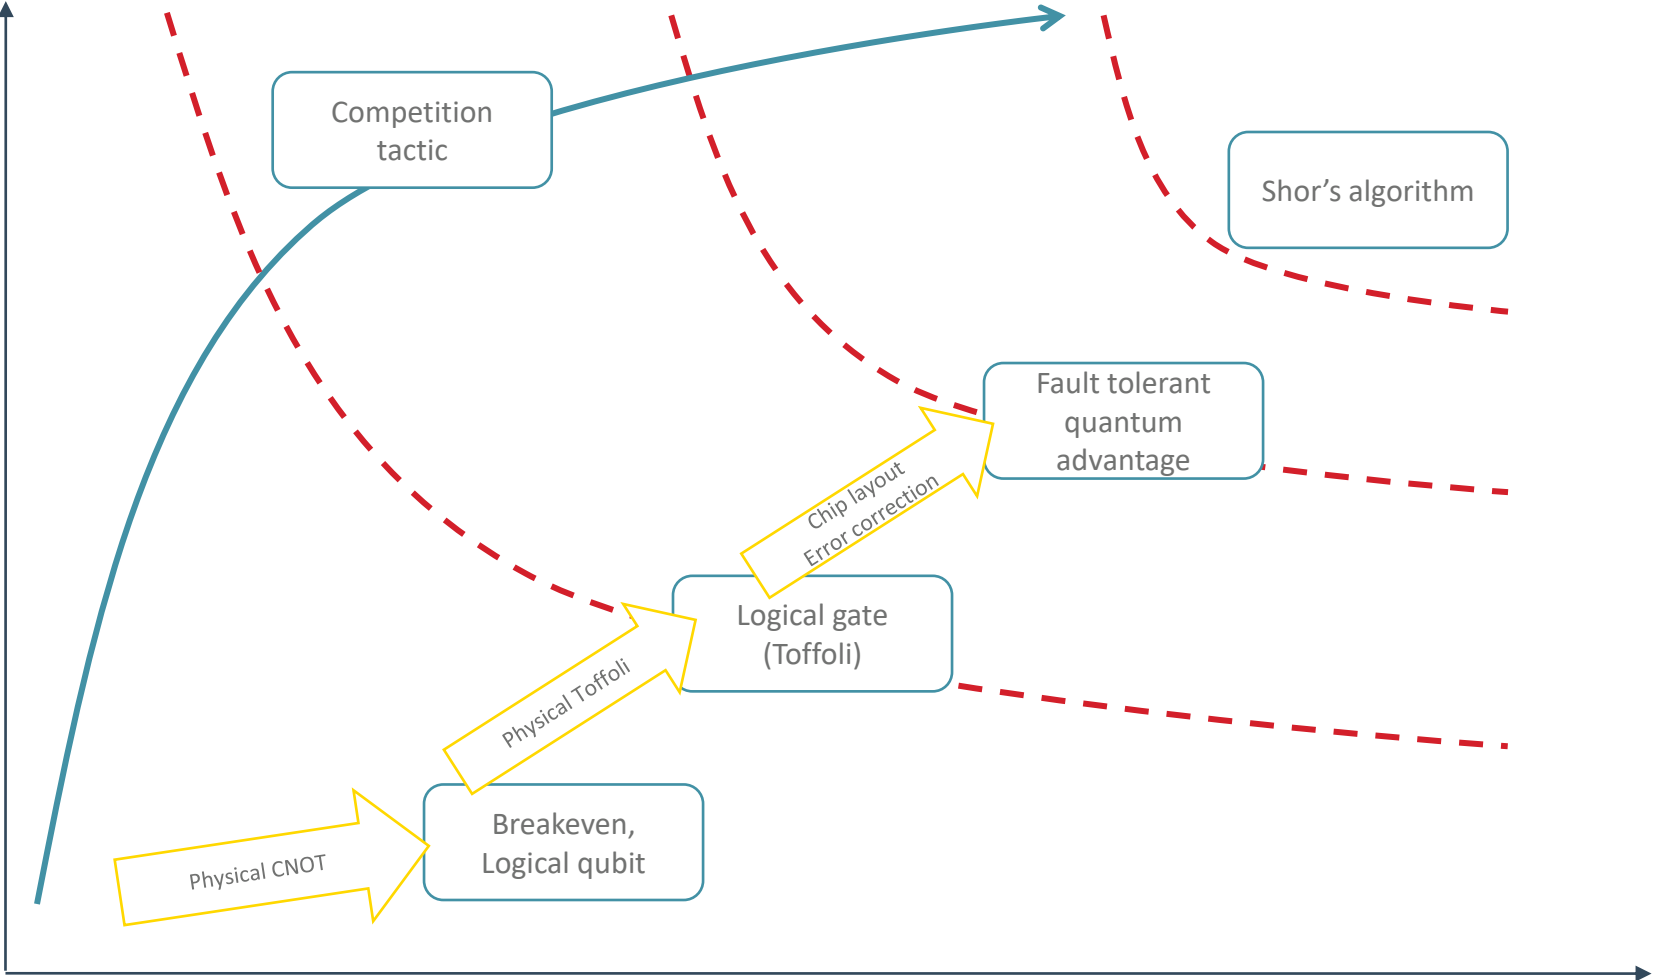 Competition
tactic
Shor’s algorithm
Fault tolerant
quantum
advantage
Chip layout
Error correction
Logical gate
(Toffoli)
Physical Toffoli
Breakeven,
Logical qubit
Physical CNOT